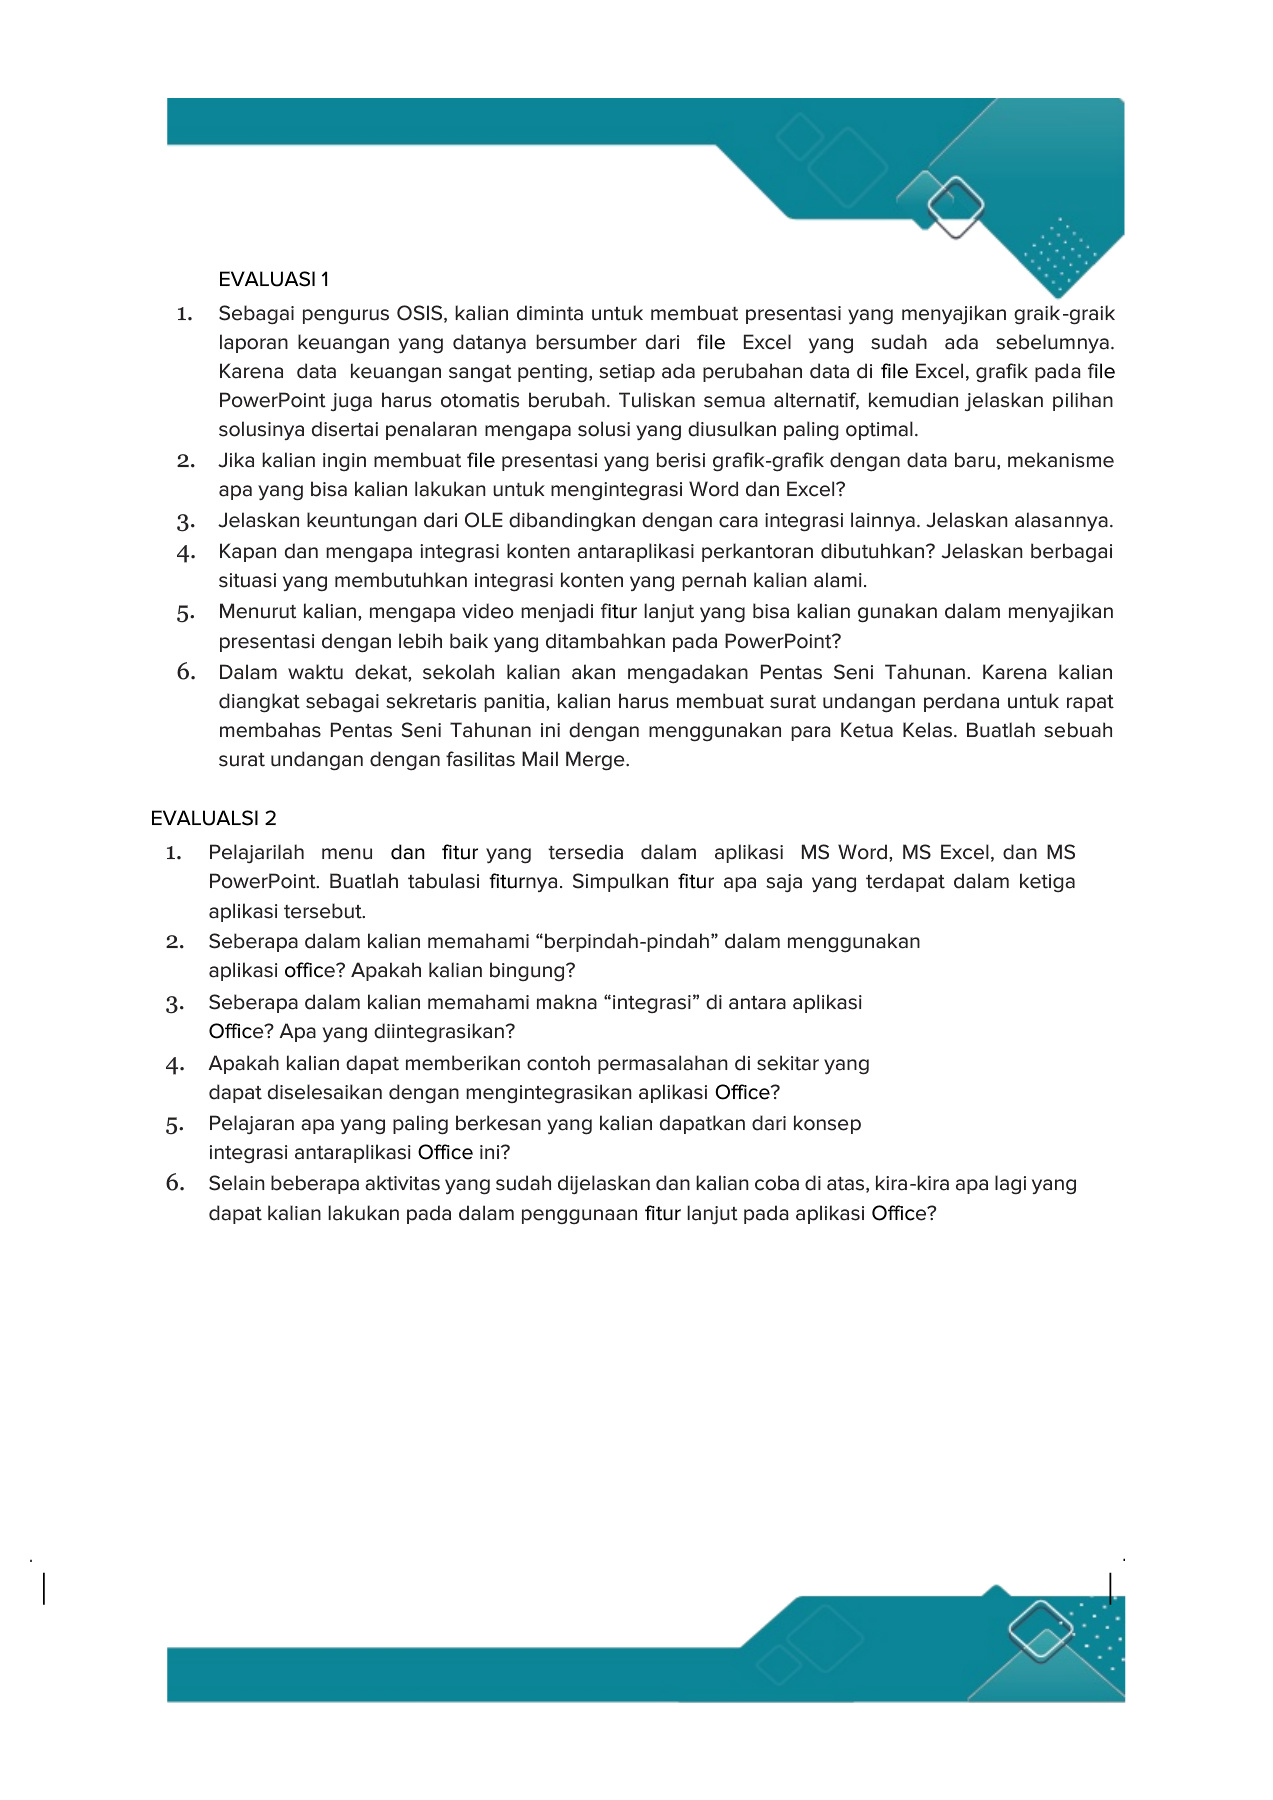 EVALUASI 1
1. Sebagai pengurus OSIS, kalian diminta untuk membuat presentasi yang menyajikan graik-graik
laporan keuangan yang datanya bersumber dari file Excel yang sudah ada sebelumnya.
Karena data keuangan sangat penting, setiap ada perubahan data di file Excel, grafik pada file
PowerPoint juga harus otomatis berubah. Tuliskan semua alternatif, kemudian jelaskan pilihan
solusinya disertai penalaran mengapa solusi yang diusulkan paling optimal.
2. Jika kalian ingin membuat file presentasi yang berisi grafik-grafik dengan data baru, mekanisme
apa yang bisa kalian lakukan untuk mengintegrasi Word dan Excel?
3. Jelaskan keuntungan dari OLE dibandingkan dengan cara integrasi lainnya. Jelaskan alasannya.
4. Kapan dan mengapa integrasi konten antaraplikasi perkantoran dibutuhkan? Jelaskan berbagai
situasi yang membutuhkan integrasi konten yang pernah kalian alami.
5. Menurut kalian, mengapa video menjadi fitur lanjut yang bisa kalian gunakan dalam menyajikan
presentasi dengan lebih baik yang ditambahkan pada PowerPoint?
6. Dalam waktu dekat, sekolah kalian akan mengadakan Pentas Seni Tahunan. Karena kalian
diangkat sebagai sekretaris panitia, kalian harus membuat surat undangan perdana untuk rapat
membahas Pentas Seni Tahunan ini dengan menggunakan para Ketua Kelas. Buatlah sebuah
surat undangan dengan fasilitas Mail Merge.
EVALUALSI 2
1. Pelajarilah menu dan fitur yang tersedia dalam aplikasi MS Word, MS Excel, dan MS
PowerPoint. Buatlah tabulasi fiturnya. Simpulkan fitur apa saja yang terdapat dalam ketiga
aplikasi tersebut.
2. Seberapa dalam kalian memahami “berpindah-pindah” dalam menggunakan
aplikasi office? Apakah kalian bingung?
3. Seberapa dalam kalian memahami makna “integrasi” di antara aplikasi
Office? Apa yang diintegrasikan?
4. Apakah kalian dapat memberikan contoh permasalahan di sekitar yang
dapat diselesaikan dengan mengintegrasikan aplikasi Office?
5. Pelajaran apa yang paling berkesan yang kalian dapatkan dari konsep
integrasi antaraplikasi Office ini?
6. Selain beberapa aktivitas yang sudah dijelaskan dan kalian coba di atas, kira-kira apa lagi yang
dapat kalian lakukan pada dalam penggunaan fitur lanjut pada aplikasi Office?